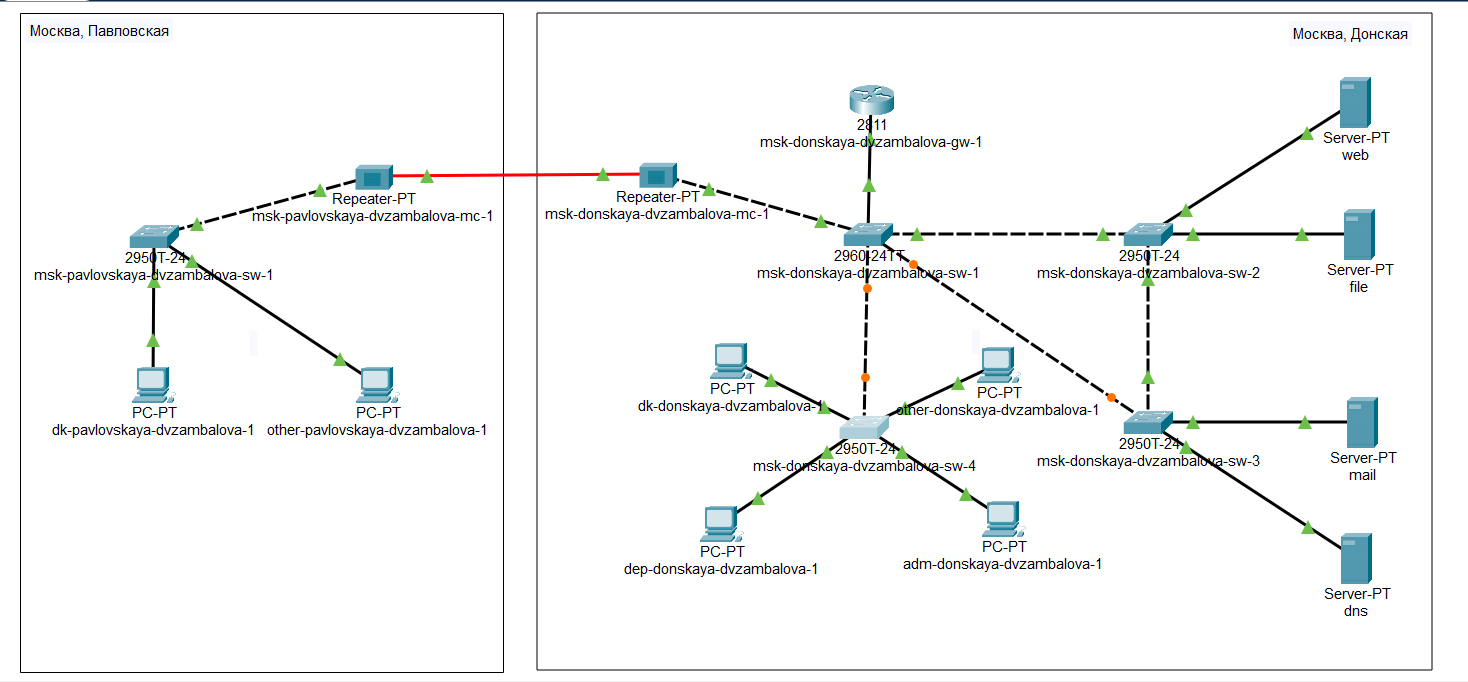 Москва, Павловская
Repeater-PT
msk-pavlovskaya-dvzambalova-mc-1
2950T-24
msk-pavlovskaya-dvzambalova-sw-1
PC-PT
dk-pavlovskaya-dvzambalova-1
PC-PT
other-pavlovskaya-dvzambalova-1
Москва, Донская
2811
msk-donskaya-dvzambalova-gw-1
Server-PT
web
Repeater-PT
msk-donskaya-dvzambalova-mc-1
2960-24TT
msk-donskaya-dvzambalova-sw-1
2950T-24
msk-donskaya-dvzambalova-sw-2
Server-PT
file
PC-PT
dk-donskaya-dvzambalova-1
PC-PT
other-donskaya-dvzambalova-1
2950T-24
msk-donskaya-dvzambalova-sw-4
2950T-24
msk-donskaya-dvzambalova-sw-3
Server-PT
mail
PC-PT
dep-donskaya-dvzambalova-1
PC-PT
adm-donskaya-dvzambalova-1
Server-PT
dns